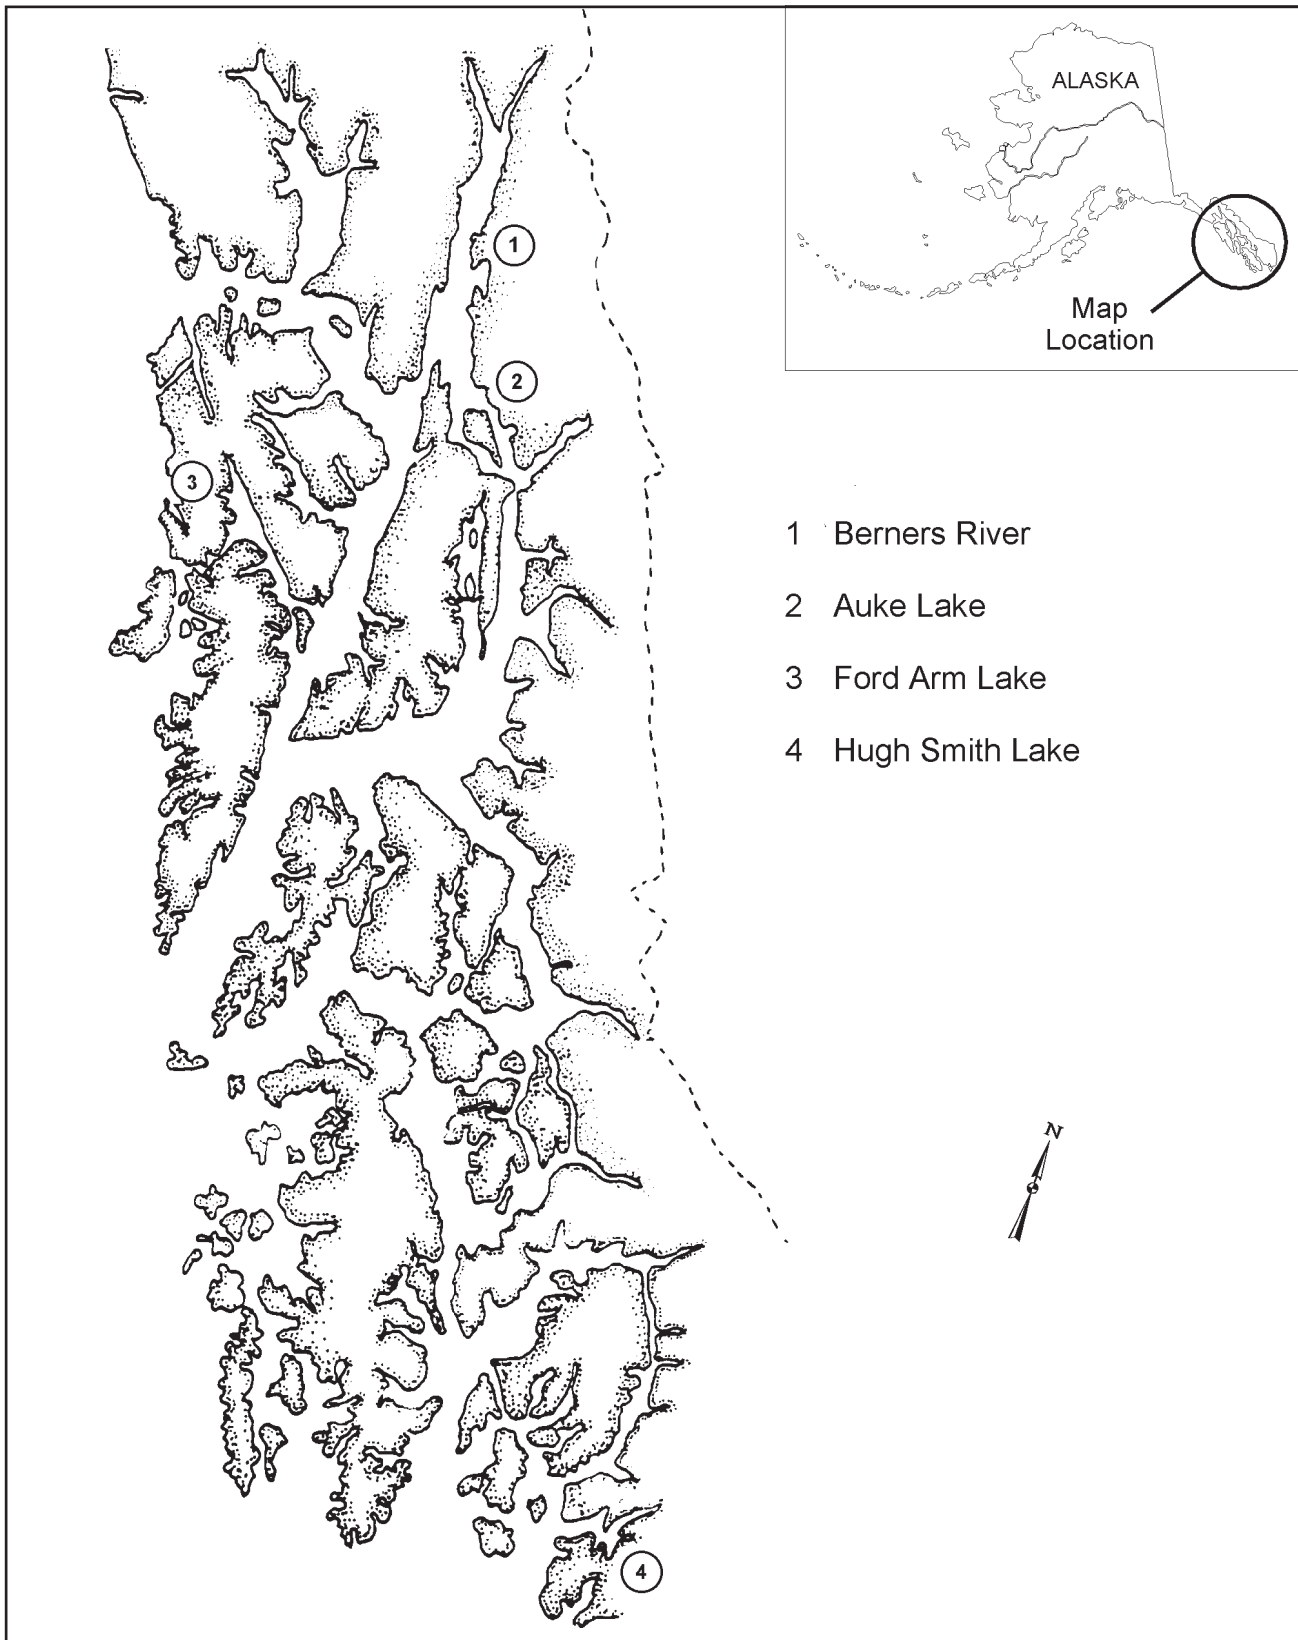 ALASKA
Map
Location
1
2
3
1 Berners River
2 Auke Lake
3 Ford Arm Lake
4 Hugh Smith Lake
N
4